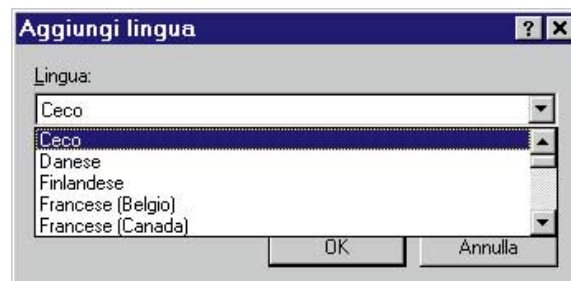 Aggiungi lingua
Lingua:
Ceco
Ceco
Danese
Finlandese
Francese (Belgio)
Francese (Canada)
OK
Annulla